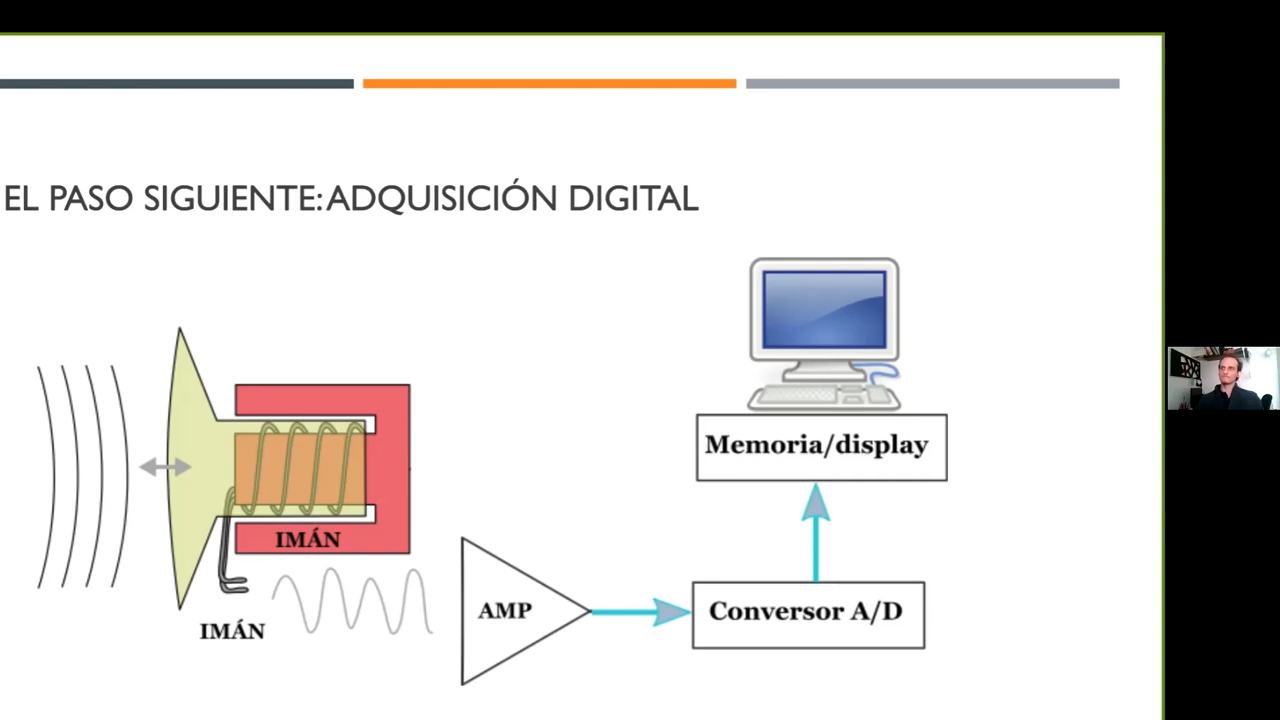 EL PASO SIGUIENTE: ADQUISICIÓN DIGITAL
Memoria/display
IMÁN
AMP
Conversor A/D
IMÁN